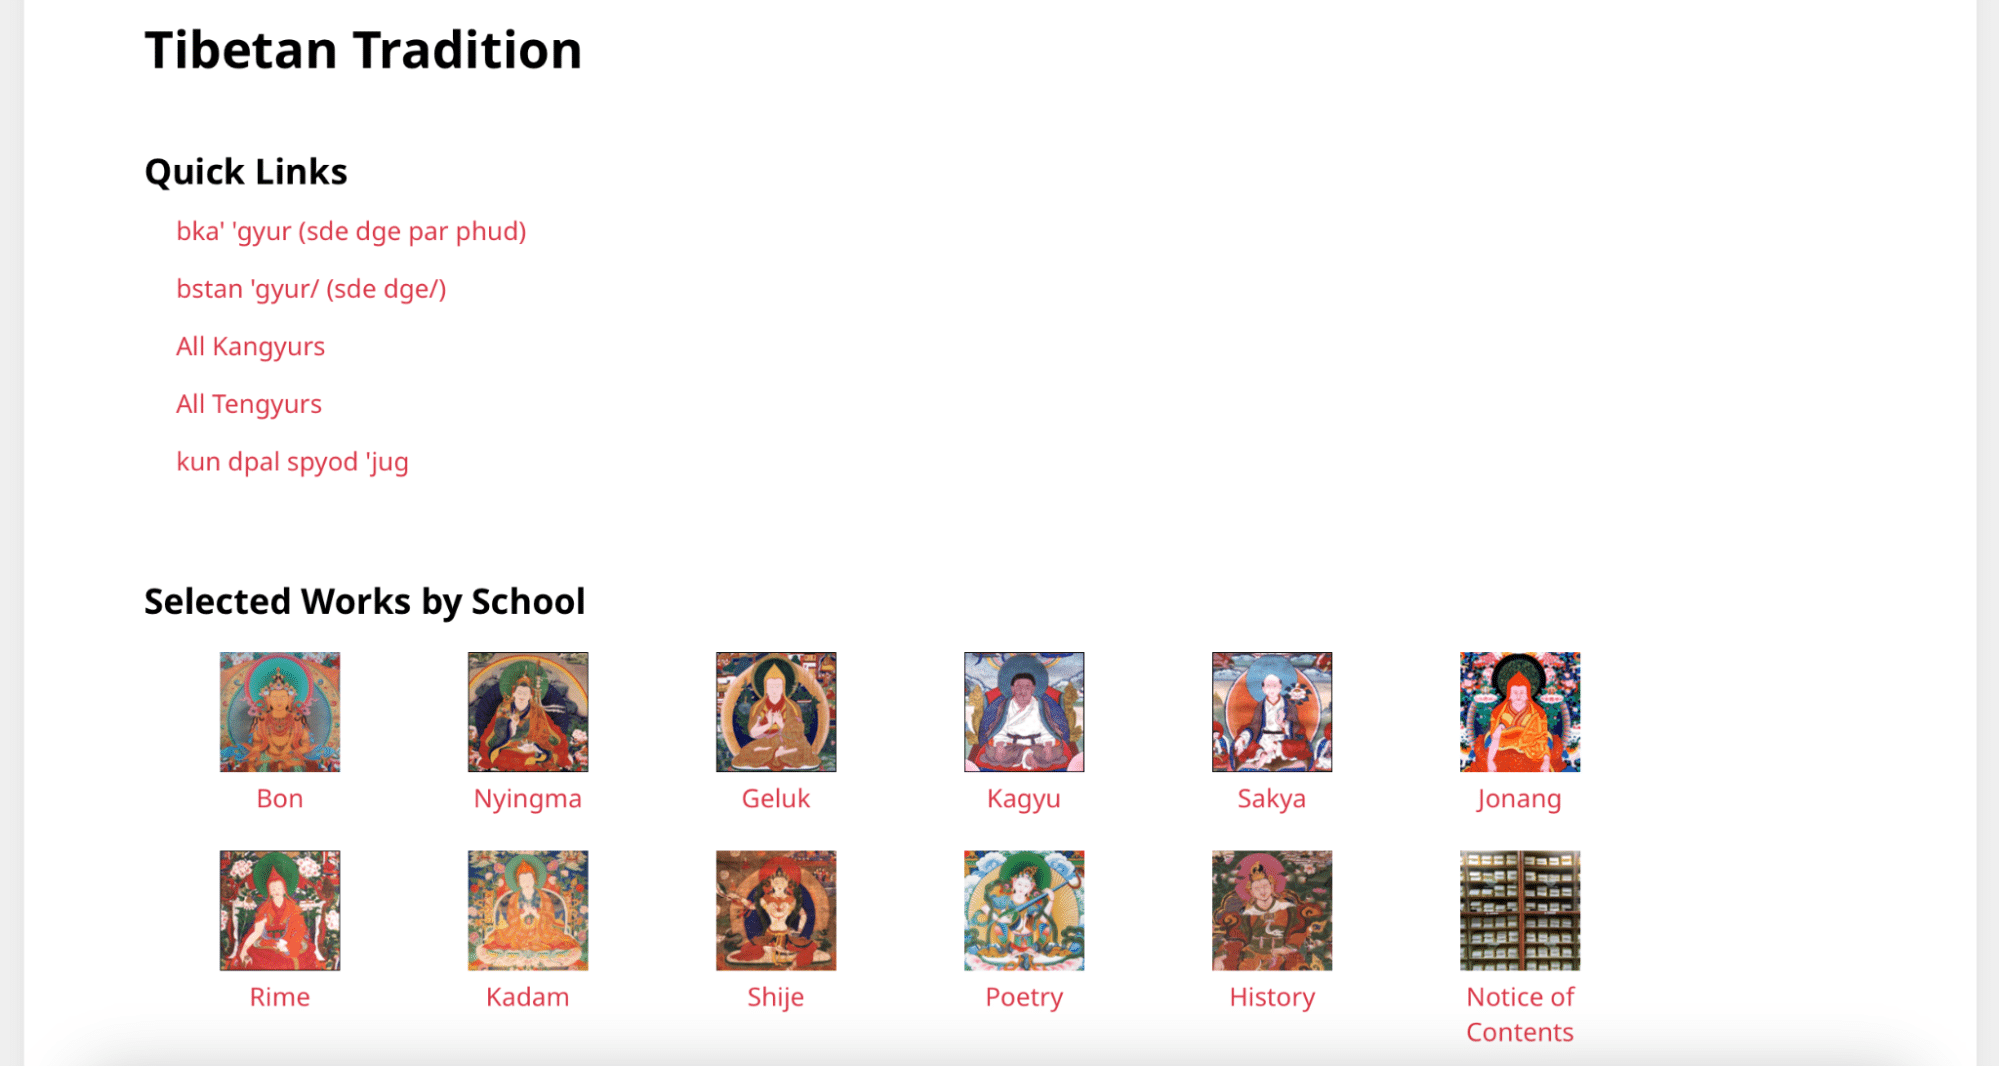 Tibetan Tradition
Quick Links
bka' 'gyur (sde dge par phud)
bstan 'gyur/ (sde dge/)
All Kangyurs
All Tengyurs
kun dpal spyod 'jug
Selected Works by School
Bon
Nyingma
Geluk
Kagyu
Sakya
Jonang
Rime
Kadam
Shije
Poetry
History
Notice of
Contents